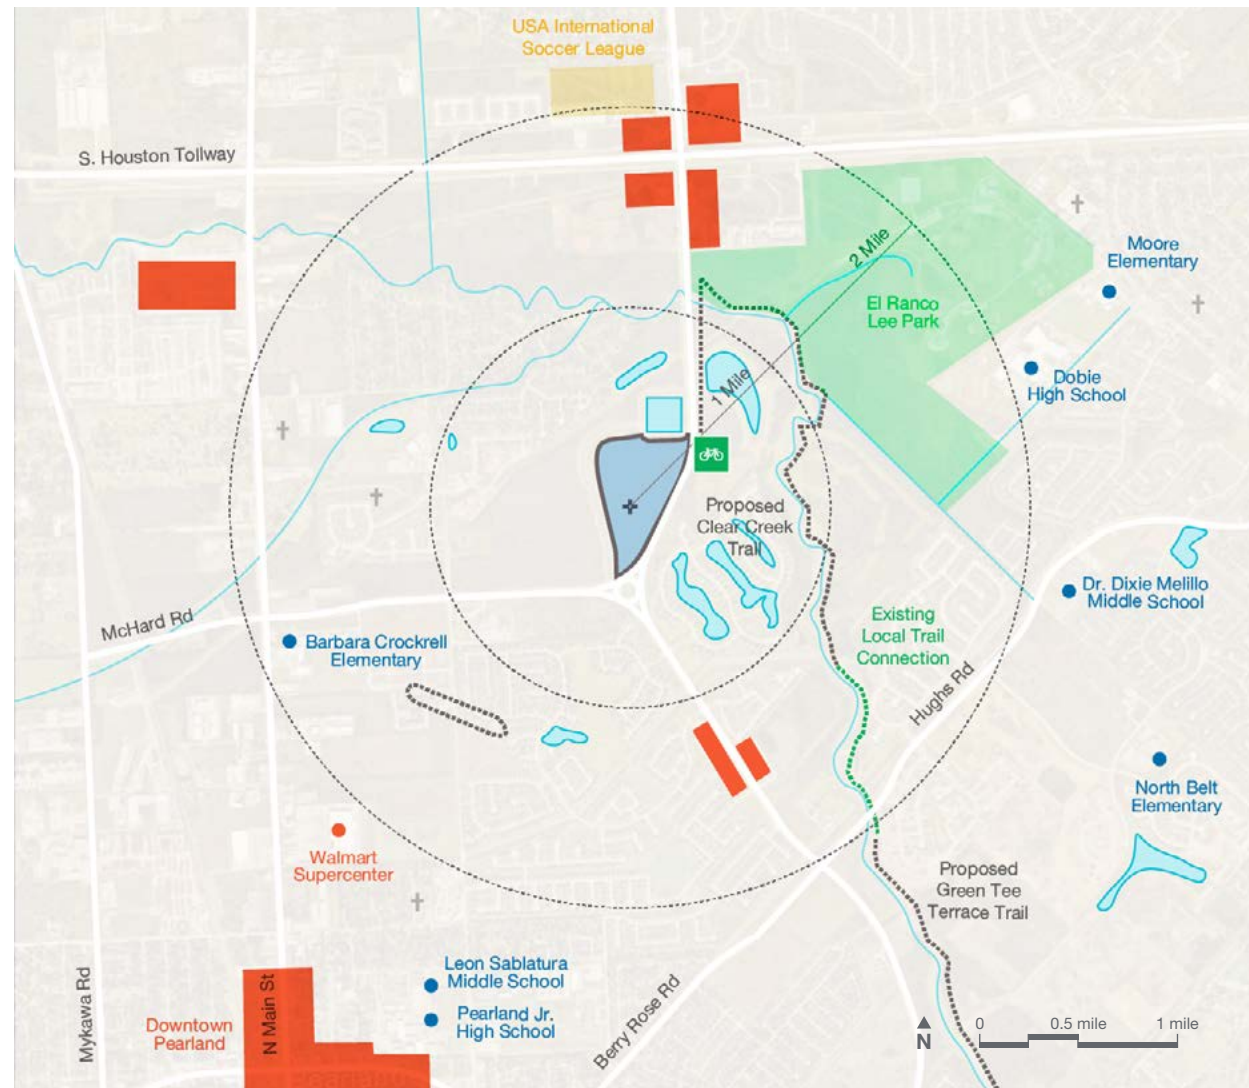 USA International
Soccer League
S. Houston Tollway
2 Mile
Moore
Elementary
El Ranco
Lee Park
1 Mile
Dobie
High School
Proposed
Clear Creek
Trail
Dr. Dixie Melillo
Middle School
McHard Rd
Barbara Crockrell
Elementary
Existing
Local Trail
Connection
Hughs Rd
North Belt
Elementary
Walmart
Supercenter
Proposed
Green Tee
Terrace Trail
Leon Sablatura
Middle School
Pearland Jr.
High School
Mykawa Rd
Downtown
Pearland
N Main St
Berry Rose Rd
N
0 0.5 mile 1 mile